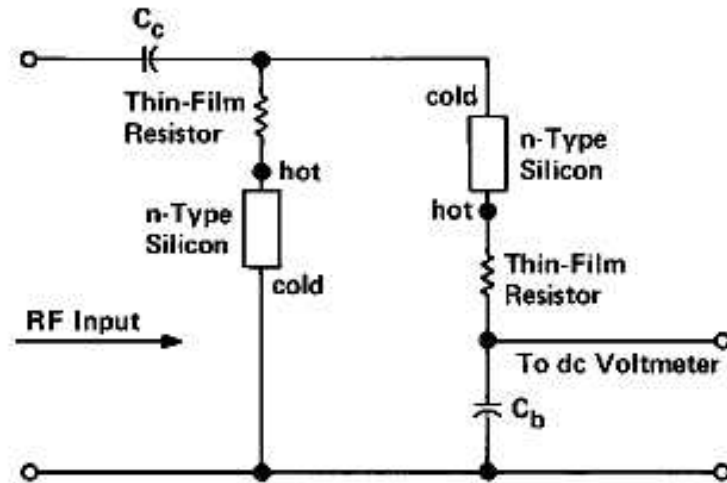 Cc
Thin-Film
Resistor
hot
n-Type
Silicon
cold
RF Input
cold
n-Type
Silicon
hot
Thin-Film
Resistor
To dc Voltmeter
Cb